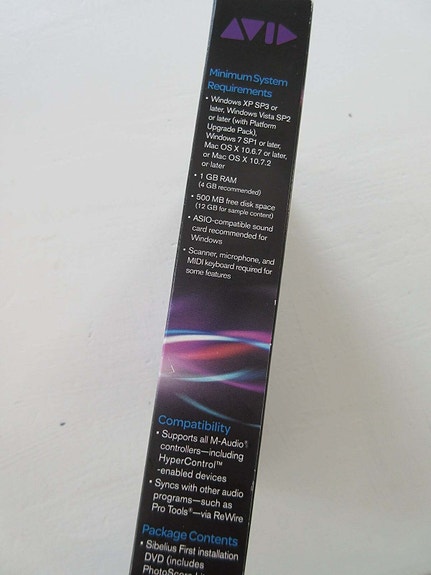 AVID
Minimum System
Requirements
• Windows XP SP3 or
later, Windows Vista SP2
or later (with Platform
Upgrade Pack),
Windows 7 SP1 or later,
Mac OS X 10.6.7 or later,
or Mac OS X 10.7.2
or later
• 1 GB RAM
(4 GB recommended)
• 500 MB free disk space
(12 GB for sample content)
• ASIO-compatible sound
card recommended for
Windows
• Scanner, microphone, and
MIDI keyboard required for
some features
Compatibility
• Supports all M-Audio®
controllers—including
HyperControl™
-enabled devices
• Syncs with other audio
programs—such as
Pro Tools®—via ReWire
Package Contents
• Sibelius First installation
DVD (includes
PhotoScore